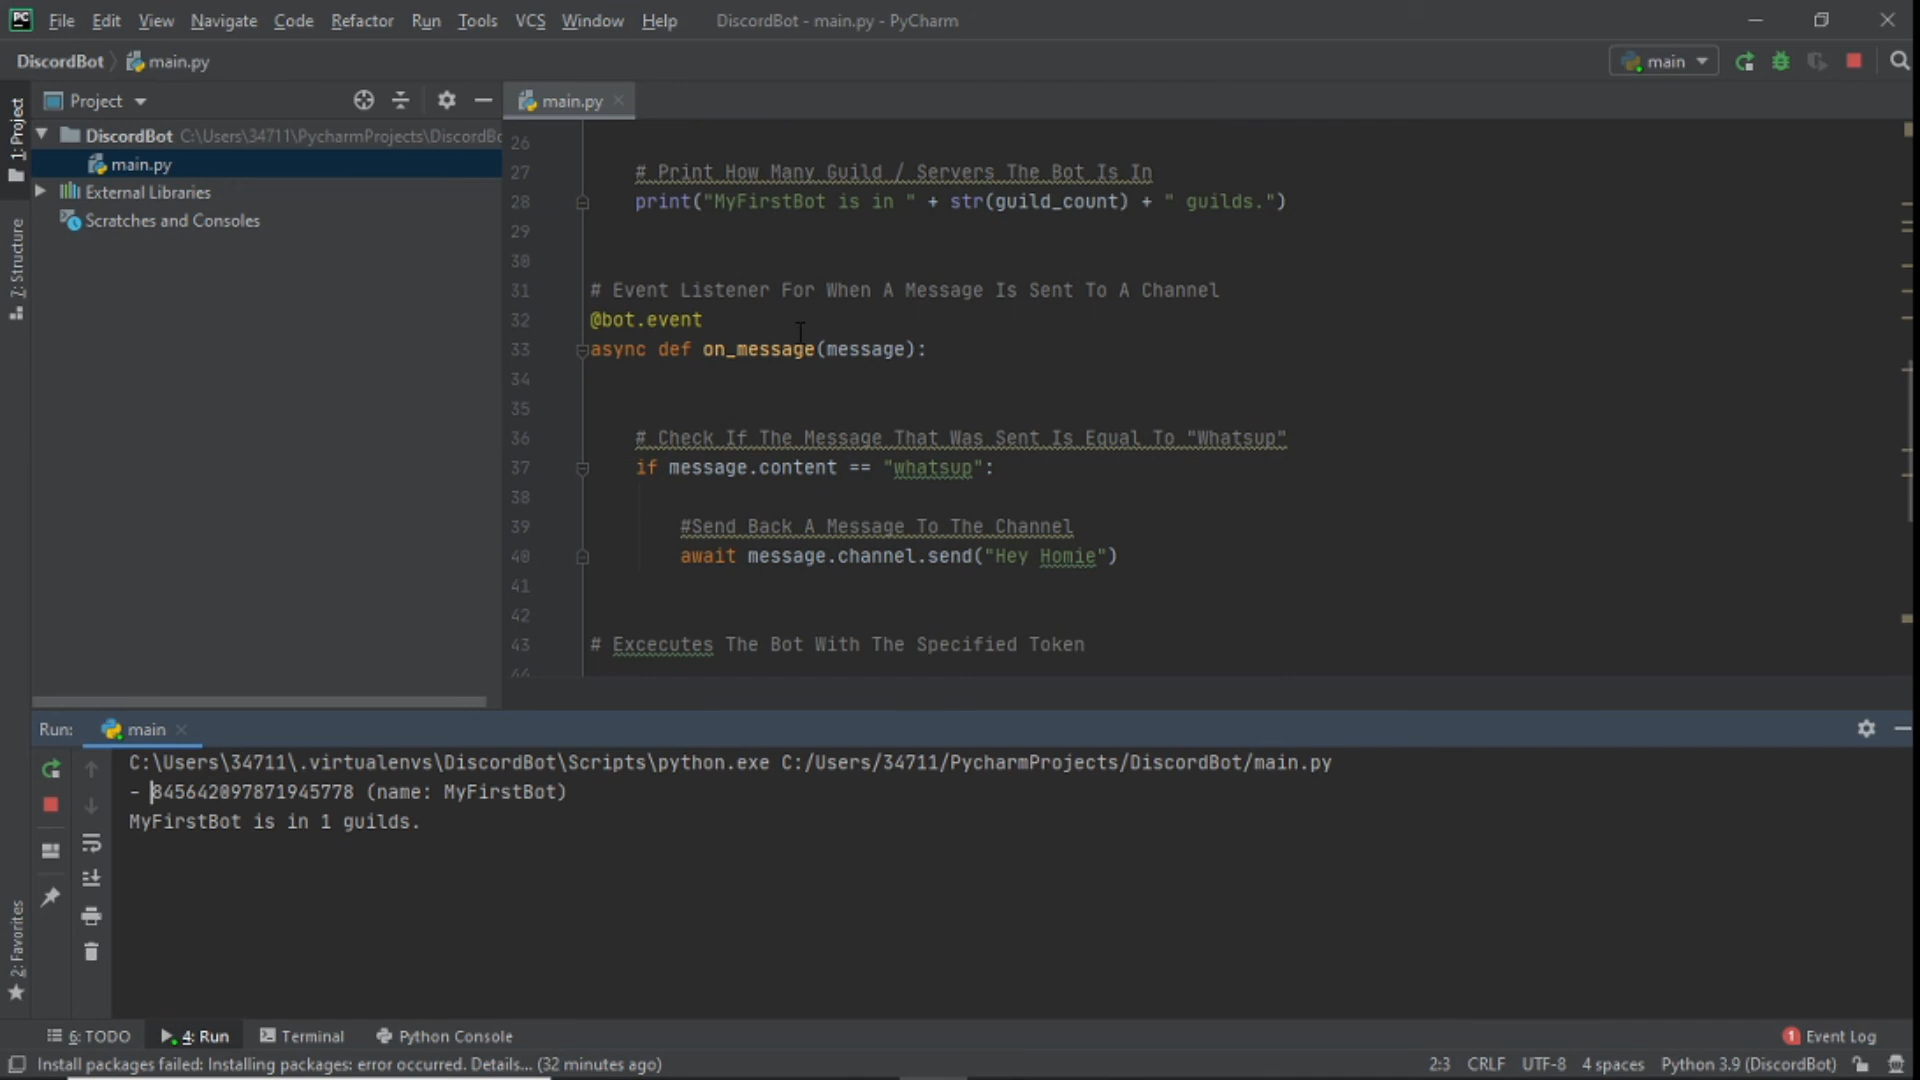 PC File Edit View Navigate Code Refactor Run Tools VCS Window Help DiscordBot - main.py - PyCharm
DiscordBot main.py main
1: Project
7: Structure
2: Favorites
Project
DiscordBot C:\Users\34711\PycharmProjects\DiscordBo
main.py
External Libraries
Scratches and Consoles
main.py
26
27 # Print How Many Guild / Servers The Bot Is In
28 print("MyFirstBot is in " + str(guild_count) + " guilds.")
29
30
31 # Event Listener For When A Message Is Sent To A Channel
32 @bot.event
33 async def on_message(message):
34
35
36 # Check If The Message That Was Sent Is Equal To "Whatsup"
37 if message.content == "whatsup":
38
39 #Send Back A Message To The Channel
40 await message.channel.send("Hey Homie")
41
42
43 # Excecutes The Bot With The Specified Token
44
Run: main
C:\Users\34711\.virtualenvs\DiscordBot\Scripts\python.exe C:/Users/34711/PycharmProjects/DiscordBot/main.py
- 845642097871945778 (name: MyFirstBot)
MyFirstBot is in 1 guilds.
6: TODO 4: Run Terminal Python Console 1 Event Log
Install packages failed: Installing packages: error occurred. Details... (32 minutes ago) 2:3 CRLF UTF-8 4 spaces Python 3.9 (DiscordBot)